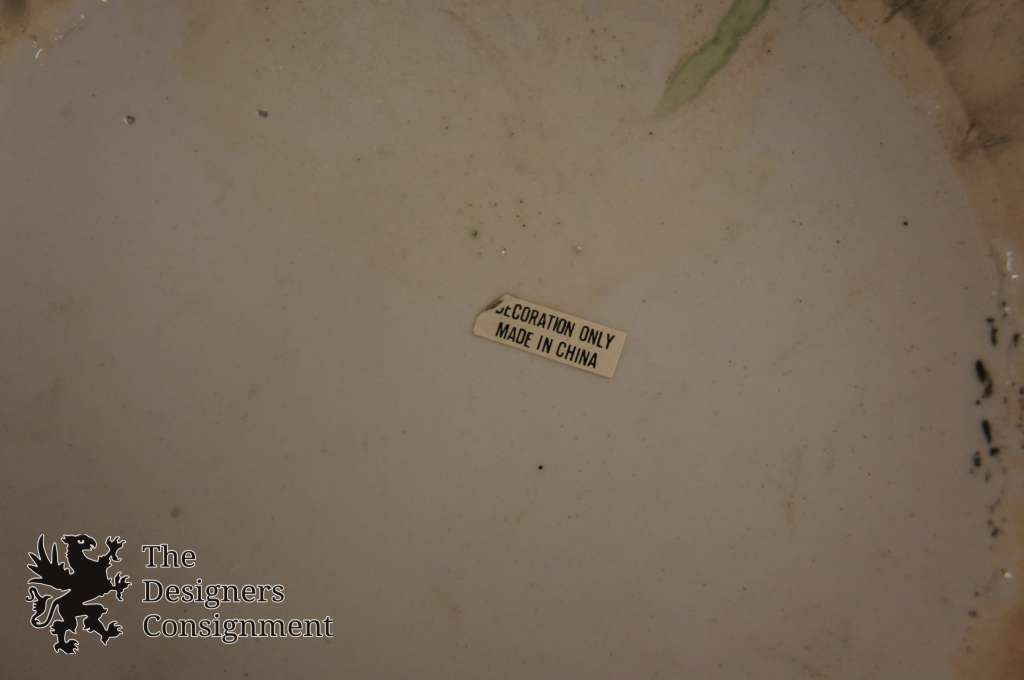 DECORATION ONLY
MADE IN CHINA
The
Designers
Consignment